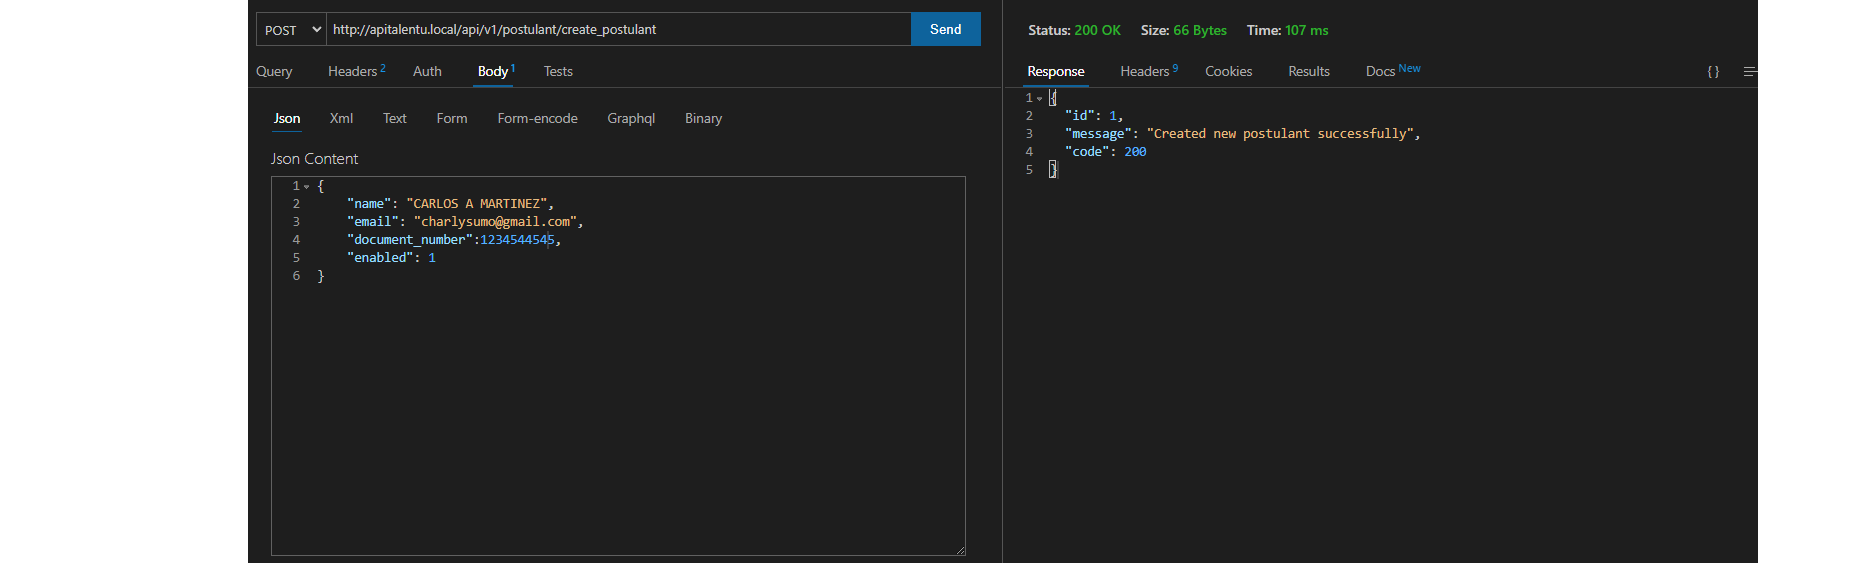 POST http://apitalentu.local/api/v1/postulant/create_postulant Send
Query Headers 2 Auth Body 1 Tests
Json Xml Text Form Form-encode Graphql Binary
Json Content
1 {
2 "name": "CARLOS A MARTINEZ",
3 "email": "charlysumo@gmail.com",
4 "document_number":1234544545,
5 "enabled": 1
6 }
Status: 200 OK Size: 66 Bytes Time: 107 ms
Response Headers 9 Cookies Results Docs New { }
1 {
2 "id": 1,
3 "message": "Created new postulant successfully",
4 "code": 200
5 }